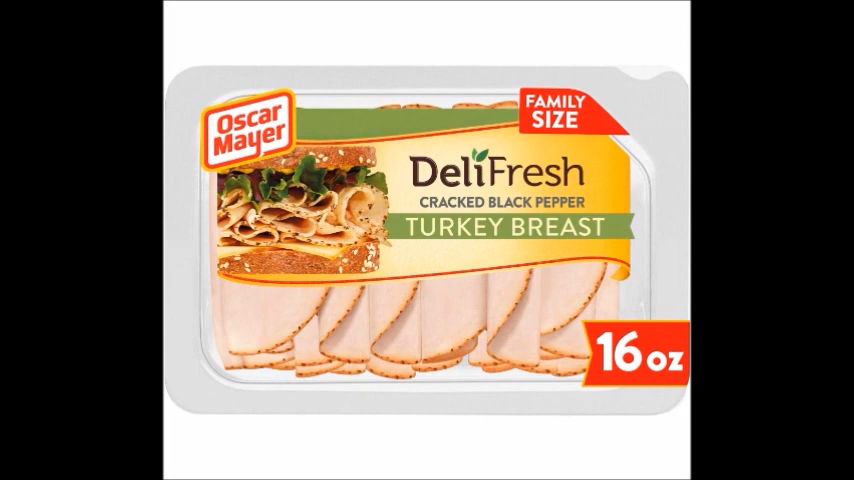 Oscar
Mayer
FAMILY
SIZE
DeliFresh
CRACKED BLACK PEPPER
TURKEY BREAST
16 oz